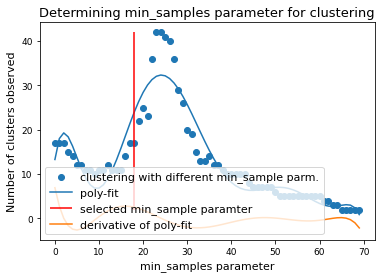 Determining min_samples parameter for clustering
Number of clusters observed
40
30
20
10
0
clustering with different min_sample parm.
poly-fit
selected min_sample paramter
derivative of poly-fit
0 10 20 30 40 50 60 70
min_samples parameter